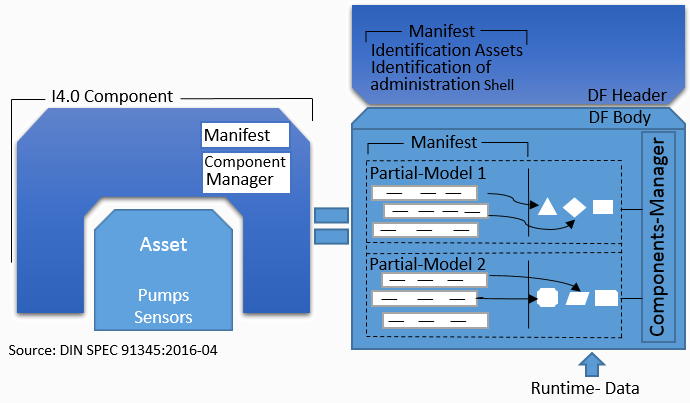 I4.0 Component
Manifest
Component
Manager
Asset
Pumps
Sensors
Source: DIN SPEC 91345:2016-04
Manifest
Identification Assets
Identification of
administration Shell
DF Header
DF Body
Manifest
Partial-Model 1
Partial-Model 2
Components-Manager
Runtime- Data